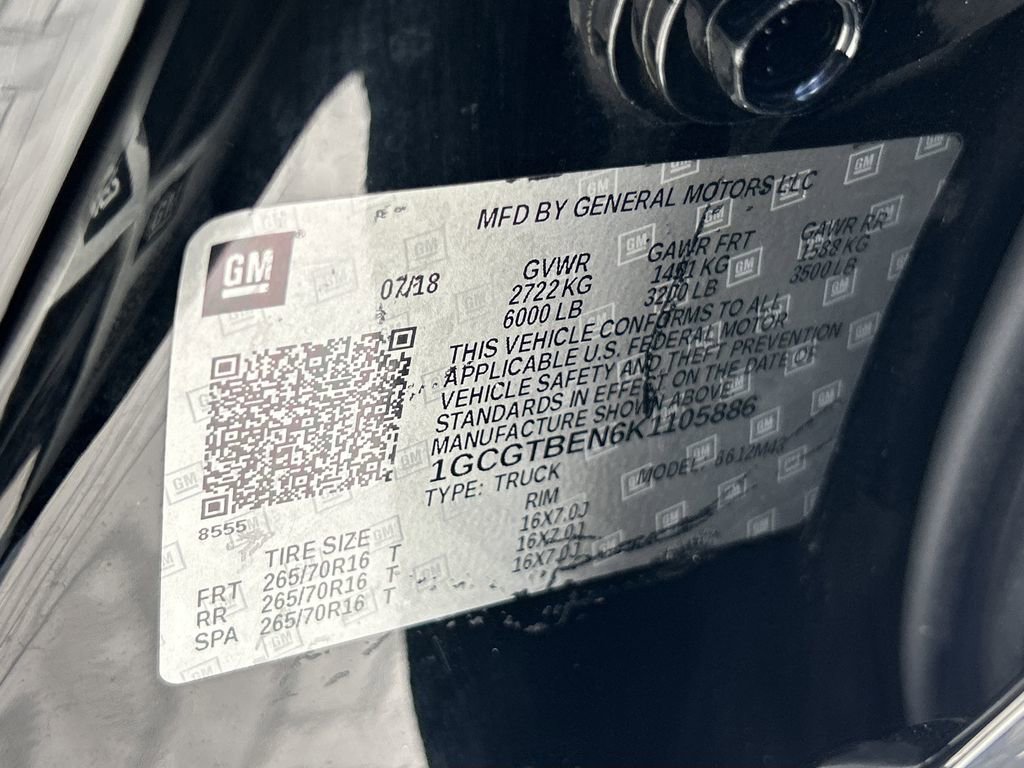 MFD BY GENERAL MOTORS LLC
GM
07/18
GVWR GAWR FRT GAWR RR
2722 KG 1451 KG 1588 KG
6000 LB 3200 LB 3500 LB
THIS VEHICLE CONFORMS TO ALL
APPLICABLE U.S. FEDERAL MOTOR
VEHICLE SAFETY AND THEFT PREVENTION
STANDARDS IN EFFECT ON THE DATE OF
MANUFACTURE SHOWN ABOVE.
1GCGTBEN6K1105886
TYPE: TRUCK MODEL:
8555
TIRE SIZE RIM
FRT 265/70R16 T 16X7.0J
RR 265/70R16 T 16X7.0J
SPA 265/70R16 T 16X7.0J